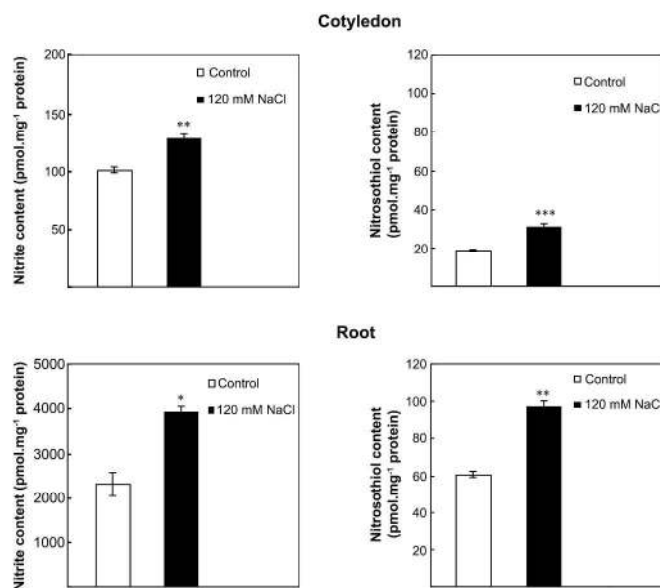 Cotyledon
Nitrite content (pmol.mg⁻¹ protein)
200
150
100
50
Control
120 mM NaCl
**
Nitrosothiol content
(pmol.mg⁻¹ protein)
120
100
80
60
40
20
Control
120 mM NaCl
***
Root
Nitrite content (pmol.mg⁻¹ protein)
5000
4000
3000
2000
1000
Control
120 mM NaCl
*
Nitrosothiol content
(pmol.mg⁻¹ protein)
120
100
80
60
40
20
Control
120 mM NaCl
**